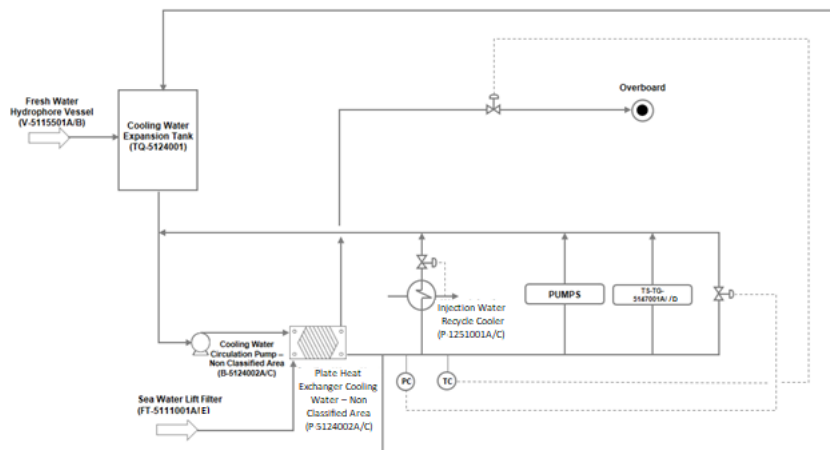 Overboard
Fresh Water
Hydrophore Vessel
(V-5115501A/B)
Cooling Water
Expansion Tank
(TQ-5124001)
PUMPS
TS-TG-
5147001A//D
Injection Water
Recycle Cooler
(P-1251001A/C)
Cooling Water
Circulation Pump –
Non Classified Area
(B-5124002A/C)
Plate Heat
Exchanger Cooling
Water – Non
Classified Area
(P-5124002A/C)
PC
TC
Sea Water Lift Filter
(FT-5111001A/E)